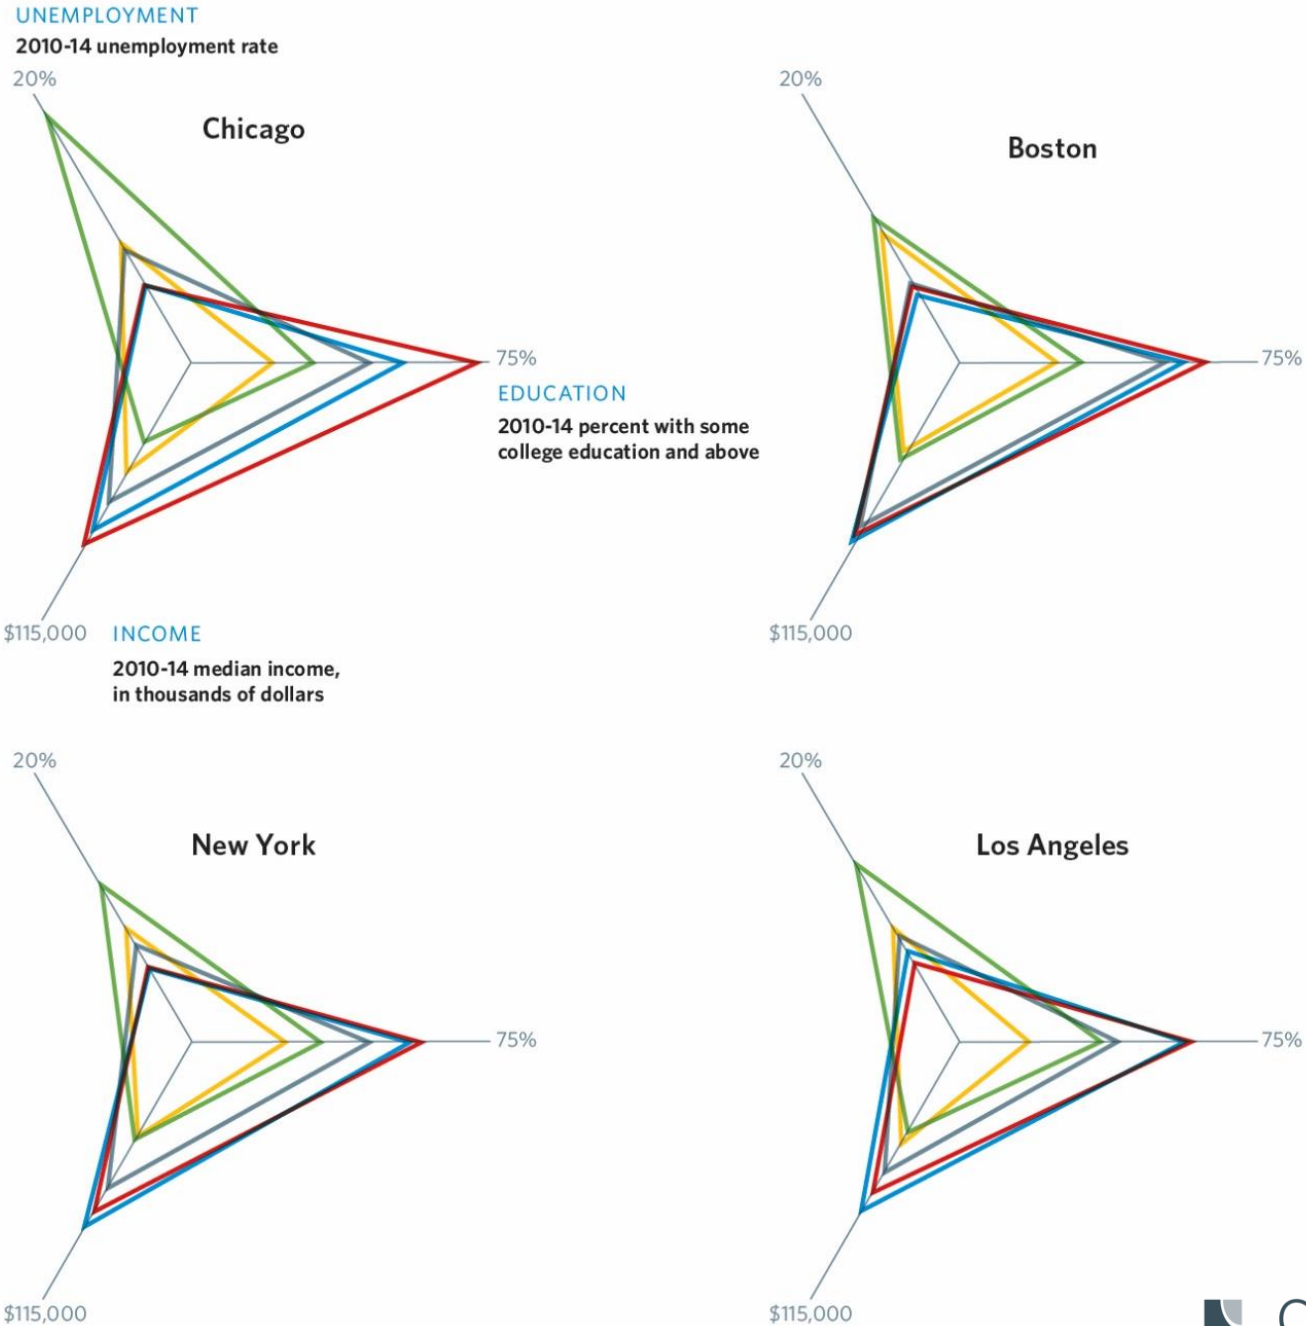 UNEMPLOYMENT
2010-14 unemployment rate
20%
Chicago
75%
EDUCATION
2010-14 percent with some
college education and above
$115,000
INCOME
2010-14 median income,
in thousands of dollars
20%
Boston
75%
$115,000
20%
New York
75%
$115,000
20%
Los Angeles
75%
$115,000